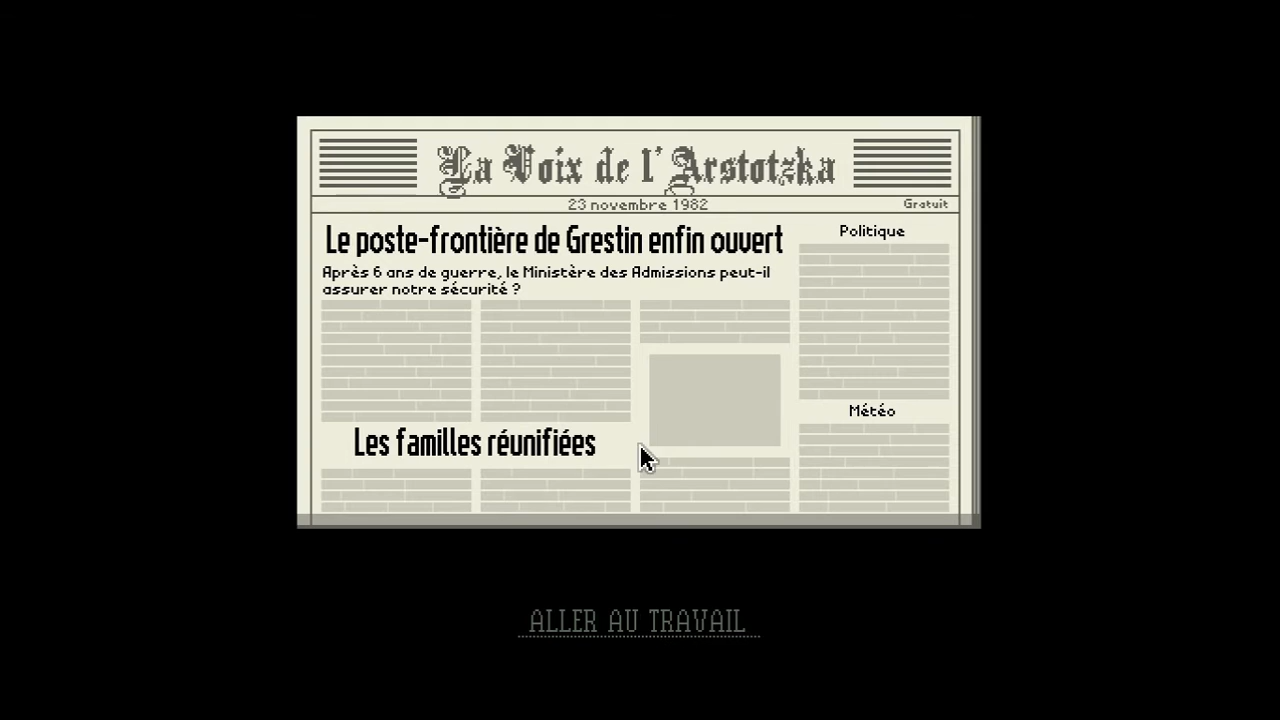 La Voix de l'Arstotzka
23 novembre 1982
Gratuit
Le poste-frontière de Grestin enfin ouvert
Après 6 ans de guerre, le Ministère des Admissions peut-il
assurer notre sécurité ?
Les familles réunifiées
Politique
Météo
ALLER AU TRAVAIL